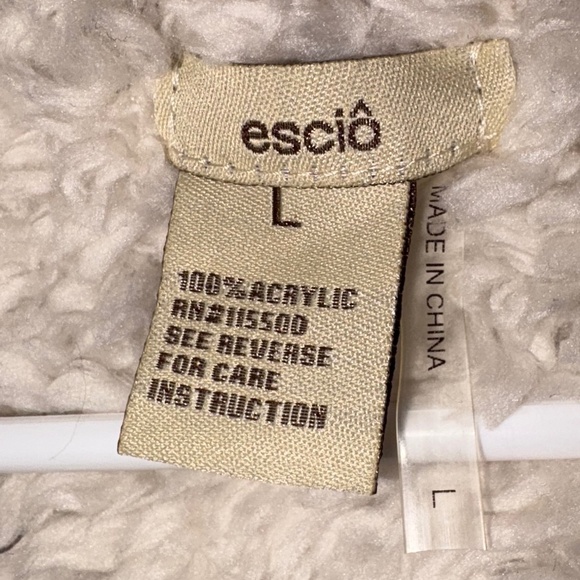 esciô
L
100%ACRYLIC
RN#115500
SEE REVERSE
FOR CARE
INSTRUCTION
MADE IN CHINA
L